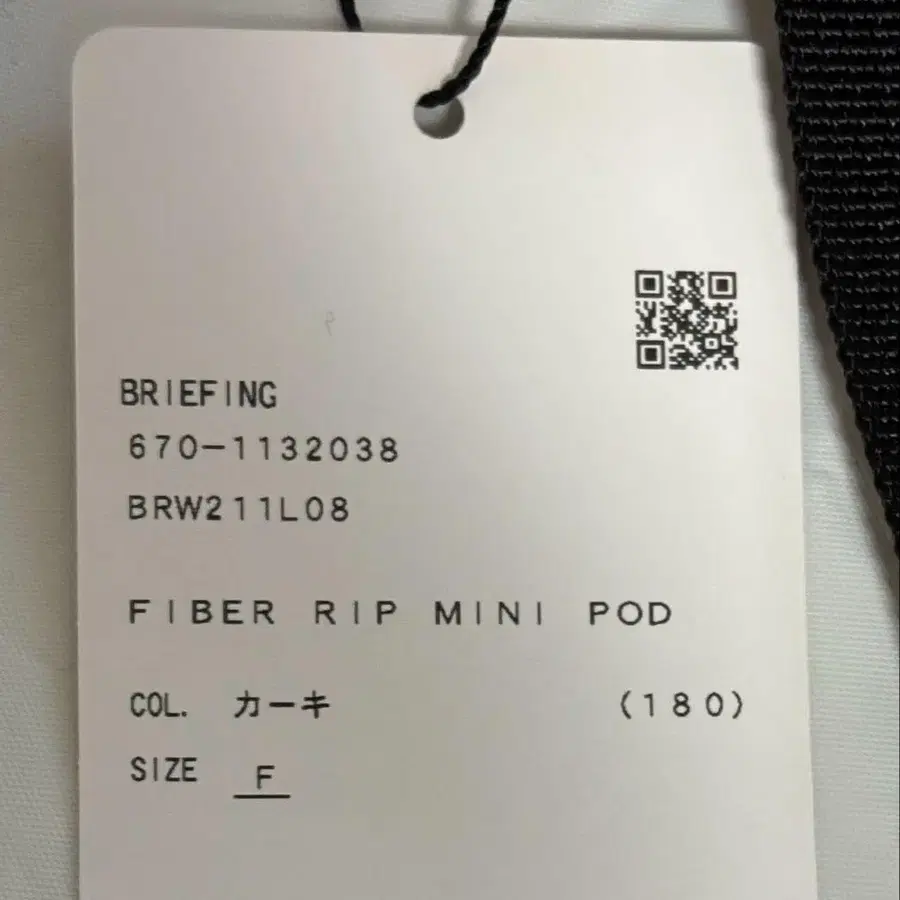 BRIEFING
670-1132038
BRW211L08
FIBER RIP MINI POD
COL. カーキ (180)
SIZE F